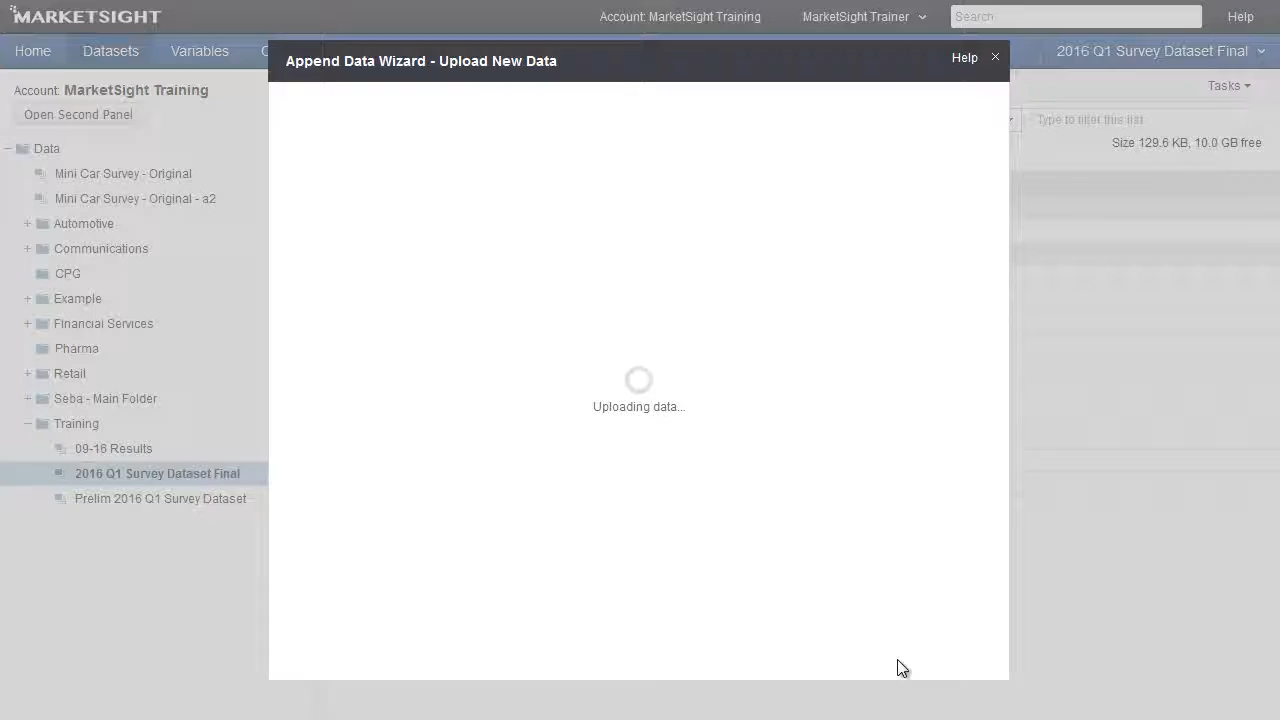 MARKETSIGHT
Account: MarketSight Training
MarketSight Trainer
Search
Help
Home
Datasets
Variables
C
2016 Q1 Survey Dataset Final
Append Data Wizard - Upload New Data
Help
×
Account: MarketSight Training
Open Second Panel
Tasks
Type to filter this list
Size 129.6 KB, 10.0 GB free
Data
Mini Car Survey - Original
Mini Car Survey - Original - a2
Automotive
Communications
CPG
Example
Financial Services
Pharma
Retail
Seba - Main Folder
Training
09-16 Results
2016 Q1 Survey Dataset Final
Prelim 2016 Q1 Survey Dataset
Uploading data...